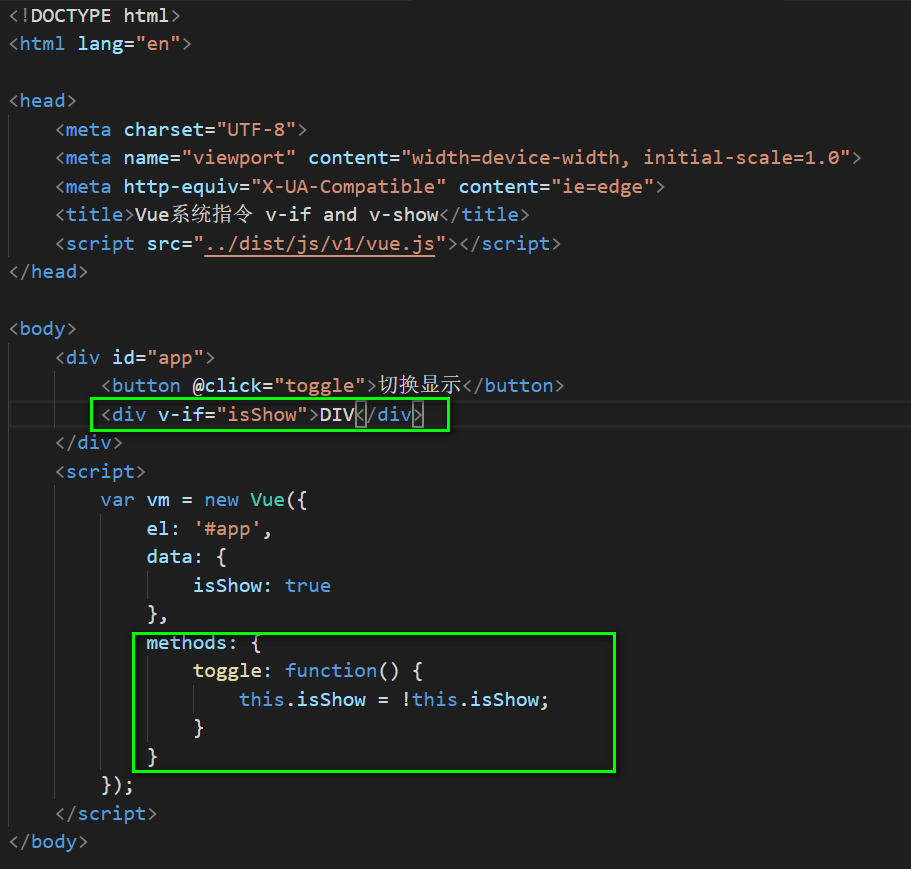 <!DOCTYPE html>
<html lang="en">
<head>
<meta charset="UTF-8">
<meta name="viewport" content="width=device-width, initial-scale=1.0">
<meta http-equiv="X-UA-Compatible" content="ie=edge">
<title>Vue系统指令 v-if and v-show</title>
<script src="../dist/js/v1/vue.js"></script>
</head>
<body>
<div id="app">
<button @click="toggle">切换显示</button>
<div v-if="isShow">DIV</div>
</div>
<script>
var vm = new Vue({
el: '#app',
data: {
isShow: true
},
methods: {
toggle: function() {
this.isShow = !this.isShow;
}
}
});
</script>
</body>